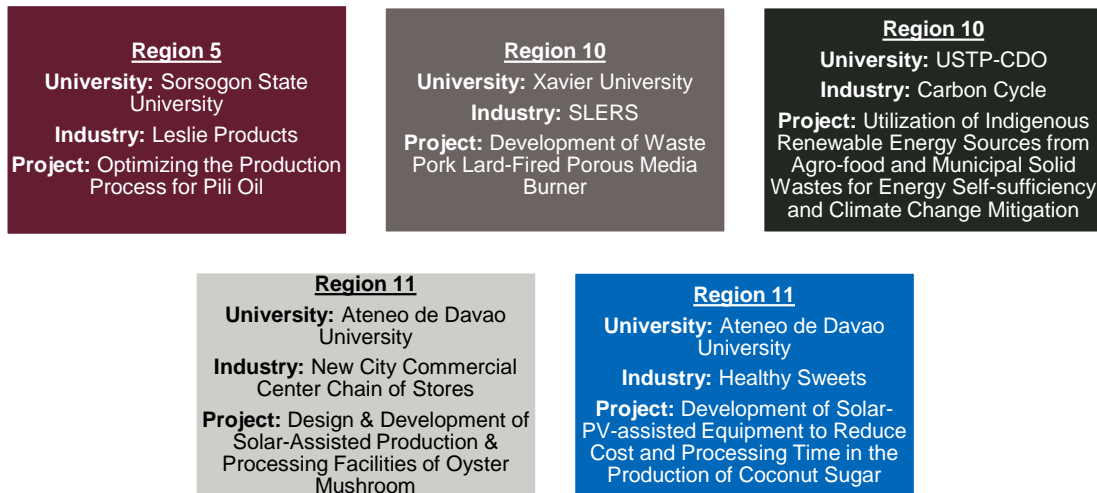 Region 5
University: Sorsogon State
University
Industry: Leslie Products
Project: Optimizing the Production
Process for Pili Oil
Region 10
University: Xavier University
Industry: SLERS
Project: Development of Waste
Pork Lard-Fired Porous Media
Burner
Region 10
University: USTP-CDO
Industry: Carbon Cycle
Project: Utilization of Indigenous
Renewable Energy Sources from
Agro-food and Municipal Solid
Wastes for Energy Self-sufficiency
and Climate Change Mitigation
Region 11
University: Ateneo de Davao
University
Industry: New City Commercial
Center Chain of Stores
Project: Design & Development of
Solar-Assisted Production &
Processing Facilities of Oyster
Mushroom
Region 11
University: Ateneo de Davao
University
Industry: Healthy Sweets
Project: Development of Solar-
PV-assisted Equipment to Reduce
Cost and Processing Time in the
Production of Coconut Sugar